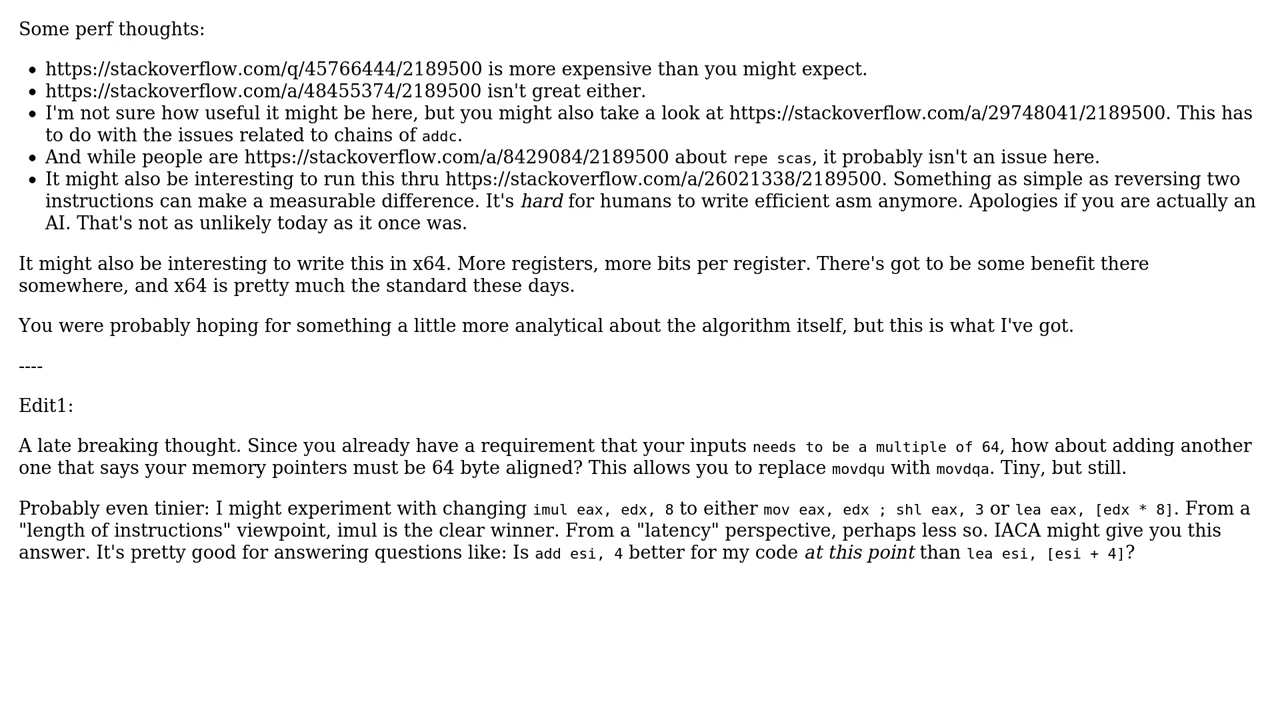 Some perf thoughts:
• https://stackoverflow.com/q/45766444/2189500 is more expensive than you might expect.
• https://stackoverflow.com/a/48455374/2189500 isn't great either.
• I'm not sure how useful it might be here, but you might also take a look at https://stackoverflow.com/a/29748041/2189500. This has
to do with the issues related to chains of addc.
• And while people are https://stackoverflow.com/a/8429084/2189500 about repe scas, it probably isn't an issue here.
• It might also be interesting to run this thru https://stackoverflow.com/a/26021338/2189500. Something as simple as reversing two
instructions can make a measurable difference. It's hard for humans to write efficient asm anymore. Apologies if you are actually an
AI. That's not as unlikely today as it once was.
It might also be interesting to write this in x64. More registers, more bits per register. There's got to be some benefit there
somewhere, and x64 is pretty much the standard these days.
You were probably hoping for something a little more analytical about the algorithm itself, but this is what I've got.
----
Edit1:
A late breaking thought. Since you already have a requirement that your inputs needs to be a multiple of 64, how about adding another
one that says your memory pointers must be 64 byte aligned? This allows you to replace movdqu with movdqa. Tiny, but still.
Probably even tinier: I might experiment with changing imul eax, edx, 8 to either mov eax, edx ; shl eax, 3 or lea eax, [edx * 8]. From a
"length of instructions" viewpoint, imul is the clear winner. From a "latency" perspective, perhaps less so. IACA might give you this
answer. It's pretty good for answering questions like: Is add esi, 4 better for my code at this point than lea esi, [esi + 4]?